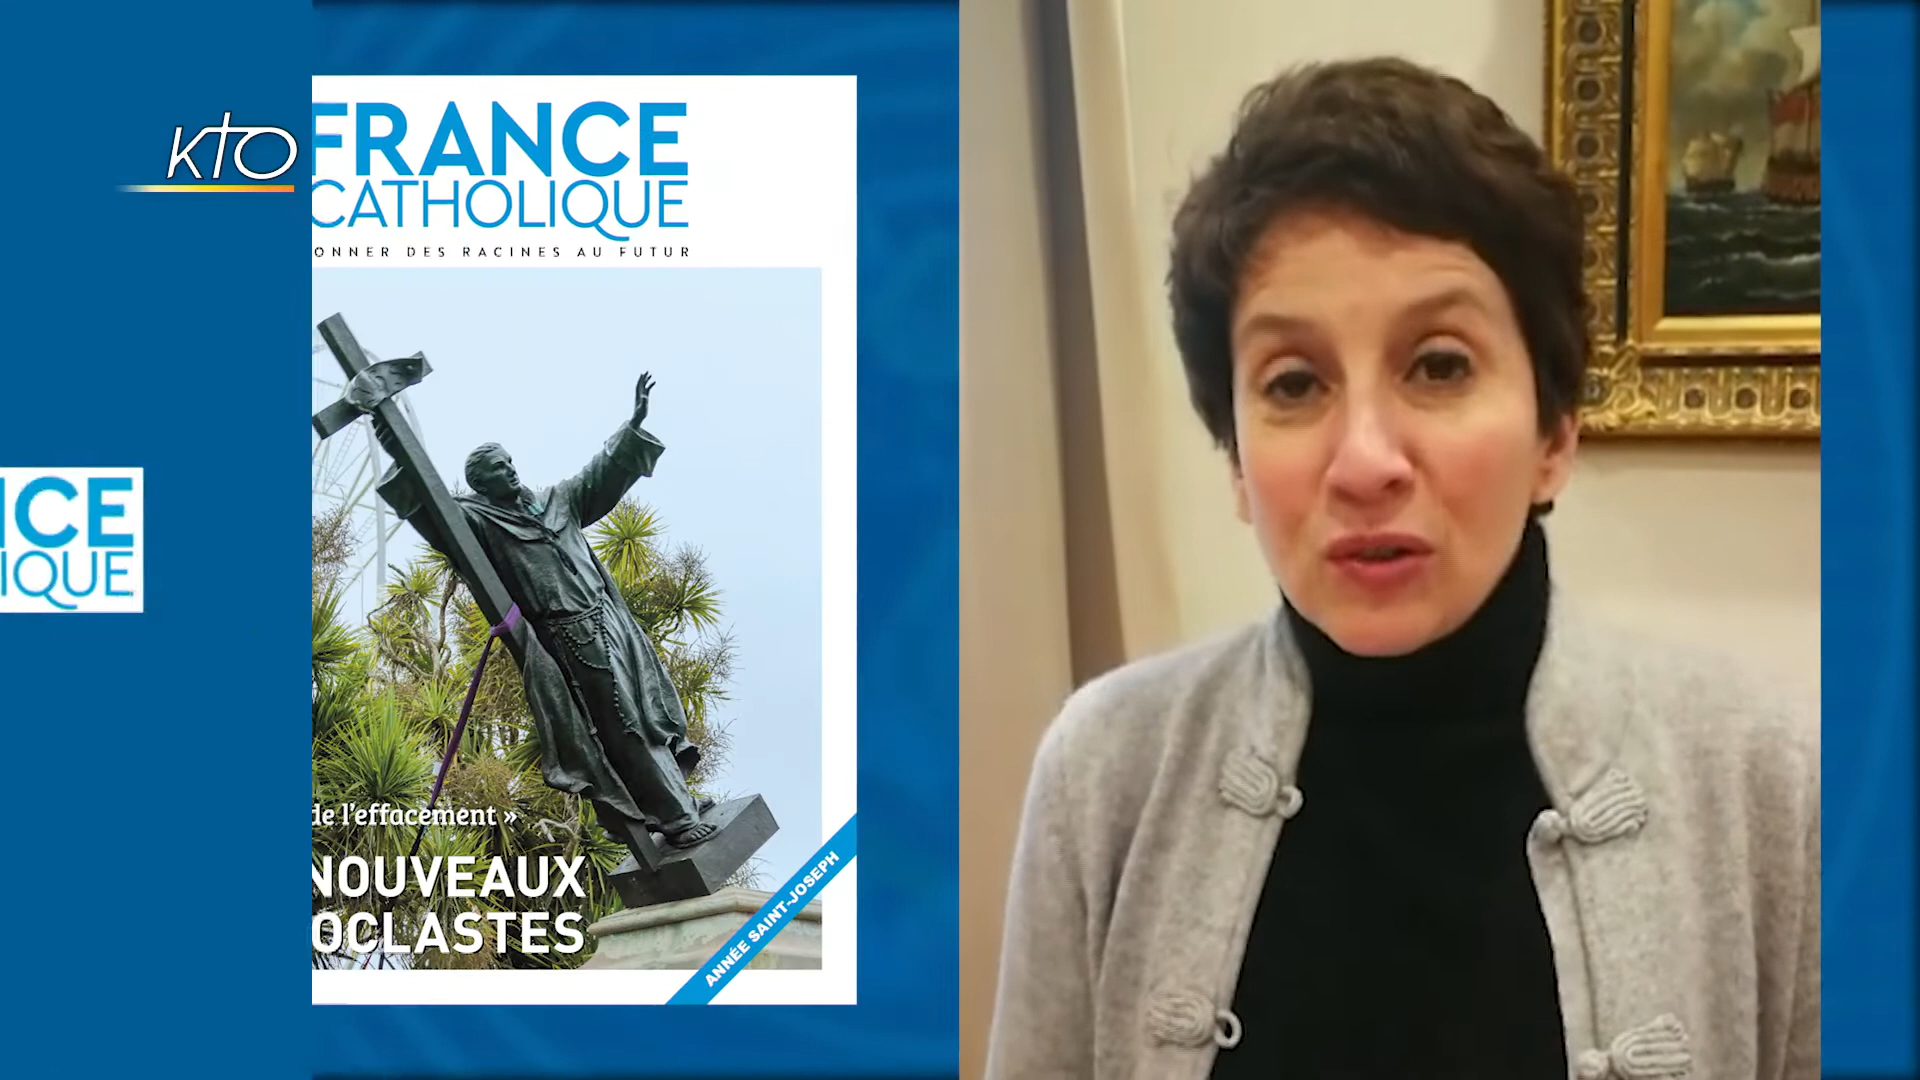 KTO
FRANCE
CATHOLIQUE
ONNER DES RACINES AU FUTUR
ICE
IQUE
de l'effacement »
NOUVEAUX
OCLASTES
ANNÉE SAINT-JOSEPH